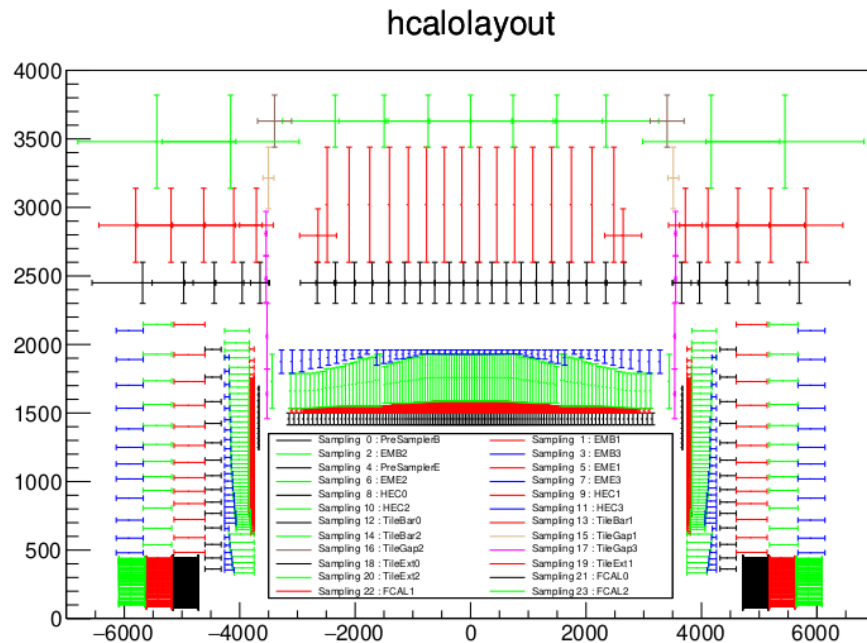 hcalolayout
4000
3500
3000
2500
2000
1500
1000
500
0
Sampling 0 : PreSamplerB Sampling 1 : EMB1
Sampling 2 : EMB2 Sampling 3 : EMB3
Sampling 4 : PreSamplerE Sampling 5 : EME1
Sampling 6 : EME2 Sampling 7 : EME3
Sampling 8 : HEC0 Sampling 9 : HEC1
Sampling 10 : HEC2 Sampling 11 : HEC3
Sampling 12 : TileBar0 Sampling 13 : TileBar1
Sampling 14 : TileBar2 Sampling 15 : TileGap1
Sampling 16 : TileGap2 Sampling 17 : TileGap3
Sampling 18 : TileExt0 Sampling 19 : TileExt1
Sampling 20 : TileExt2 Sampling 21 : FCAL0
Sampling 22 : FCAL1 Sampling 23 : FCAL2
−6000 −4000 −2000 0 2000 4000 6000